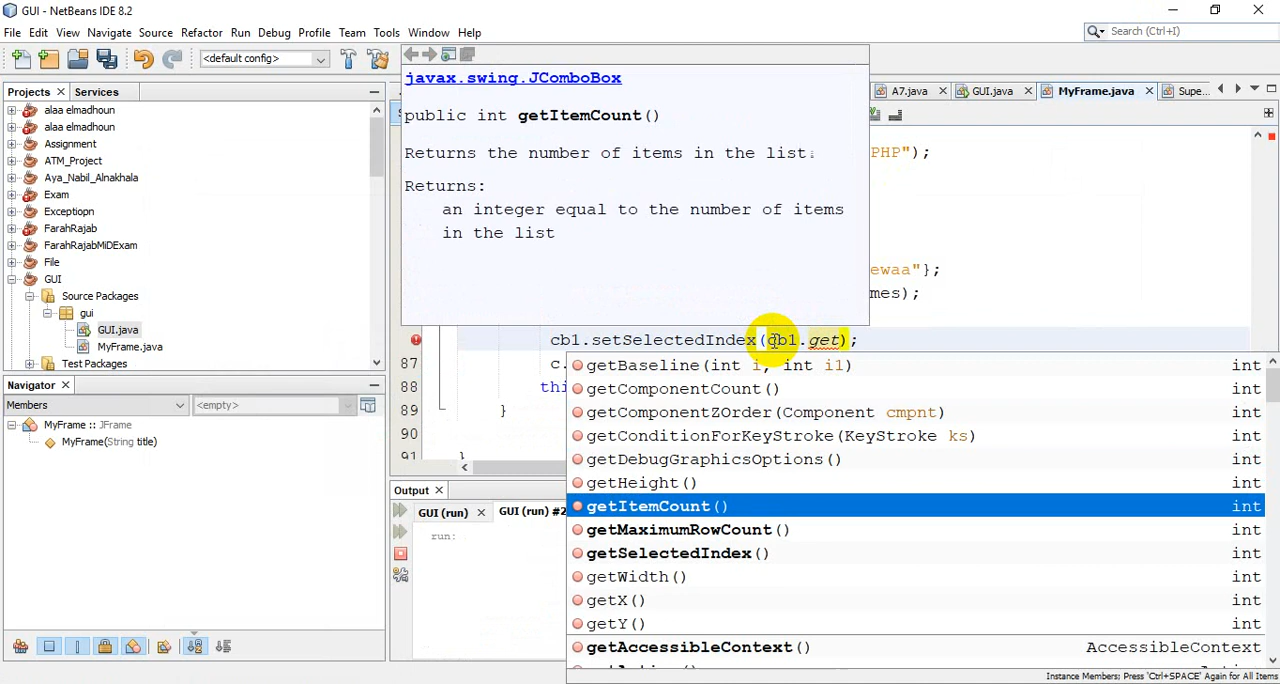 GUI - NetBeans IDE 8.2
File Edit View Navigate Source Refactor Run Debug Profile Team Tools Window Help
Search (Ctrl+I)
<default config>
Projects Services
alaa elmadhoun
alaa elmadhoun
Assignment
ATM_Project
Aya_Nabil_Alnakhala
Exam
Exceptiopn
FarahRajab
FarahRajabMiDExam
File
GUI
Source Packages
gui
GUI.java
MyFrame.java
Test Packages
Navigator
Members <empty>
MyFrame :: JFrame
MyFrame(String title)
javax.swing.JComboBox
public int getItemCount()
Returns the number of items in the list.
Returns:
an integer equal to the number of items
in the list
A7.java GUI.java MyFrame.java Supe...
PHP");
ewaa"};
mes);
cb1.setSelectedIndex(cb1.get);
87 c.
88 thi
89 }
90
91 }
getBaseline(int i, int i1) int
getComponentCount() int
getComponentZOrder(Component cmpnt) int
getConditionForKeyStroke(KeyStroke ks) int
getDebugGraphicsOptions() int
getHeight() int
getItemCount() int
getMaximumRowCount() int
getSelectedIndex() int
getWidth() int
getX() int
getY() int
getAccessibleContext() AccessibleContext
Output
GUI (run) GUI (run) #2
run:
Instance Members; Press 'Ctrl+SPACE' Again for All Items